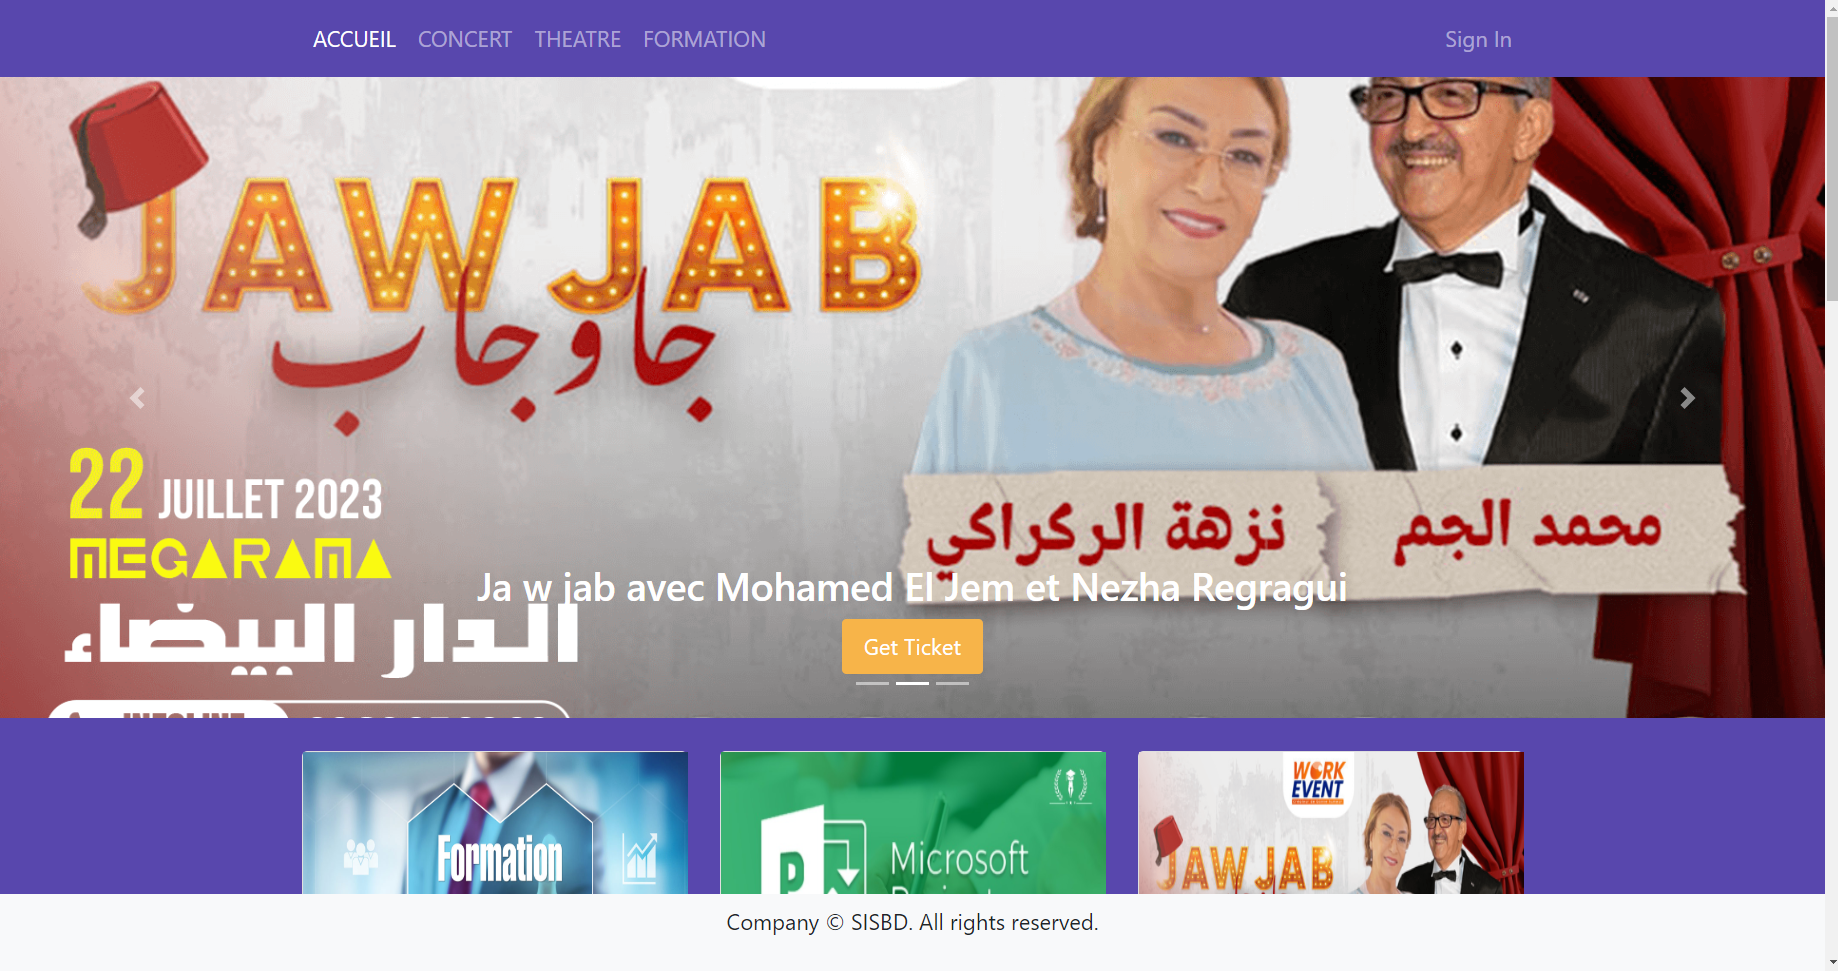 ACCUEIL CONCERT THEATRE FORMATION Sign In
JAW JAB
جا و جاب
22 JUILLET 2023
MEGARAMA
الدار البيضاء
نزهة الركراكي
محمد الجم
Ja w jab avec Mohamed El Jem et Nezha Regragui
Get Ticket
Formation
Microsoft
WORK
EVENT
JAW JAB
Company © SISBD. All rights reserved.